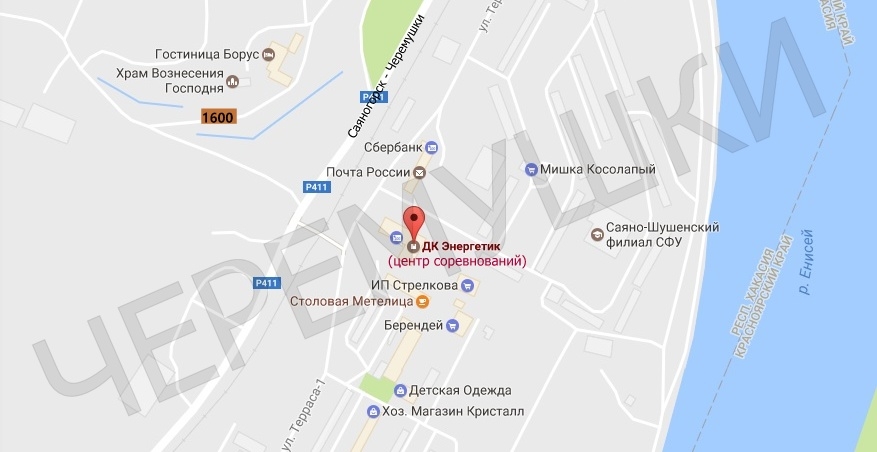 ЧЕРЕМУШКИ
Гостиница Борус
Храм Вознесения
Господня
1600
Саяногорск - Черемушки
Р411
ул. Терраса
Сбербанк
Почта России
Р411
Мишка Косолапый
ДК Энергетик
(центр соревнований)
Саяно-Шушенский
филиал СФУ
Р411
ИП Стрелкова
Столовая Метелица
Берендей
Детская Одежда
Хоз. Магазин Кристалл
ул. Терраса-1
р. Енисей
РЕСП. ХАКАСИЯ
КРАСНОЯРСКИЙ КРАЙ